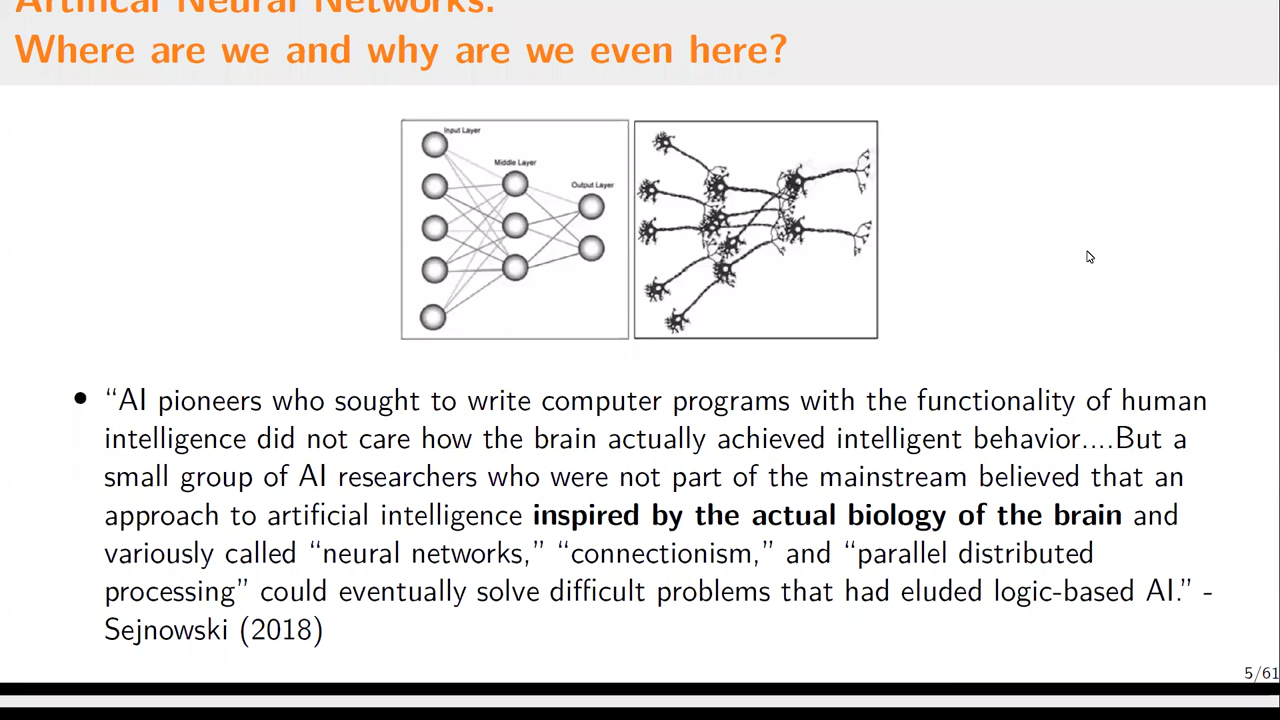 Artifical Neural Networks:
Where are we and why are we even here?
Input Layer
Middle Layer
Output Layer
• “AI pioneers who sought to write computer programs with the functionality of human
intelligence did not care how the brain actually achieved intelligent behavior....But a
small group of AI researchers who were not part of the mainstream believed that an
approach to artificial intelligence inspired by the actual biology of the brain and
variously called “neural networks,” “connectionism,” and “parallel distributed
processing” could eventually solve difficult problems that had eluded logic-based AI.” -
Sejnowski (2018)
5/61